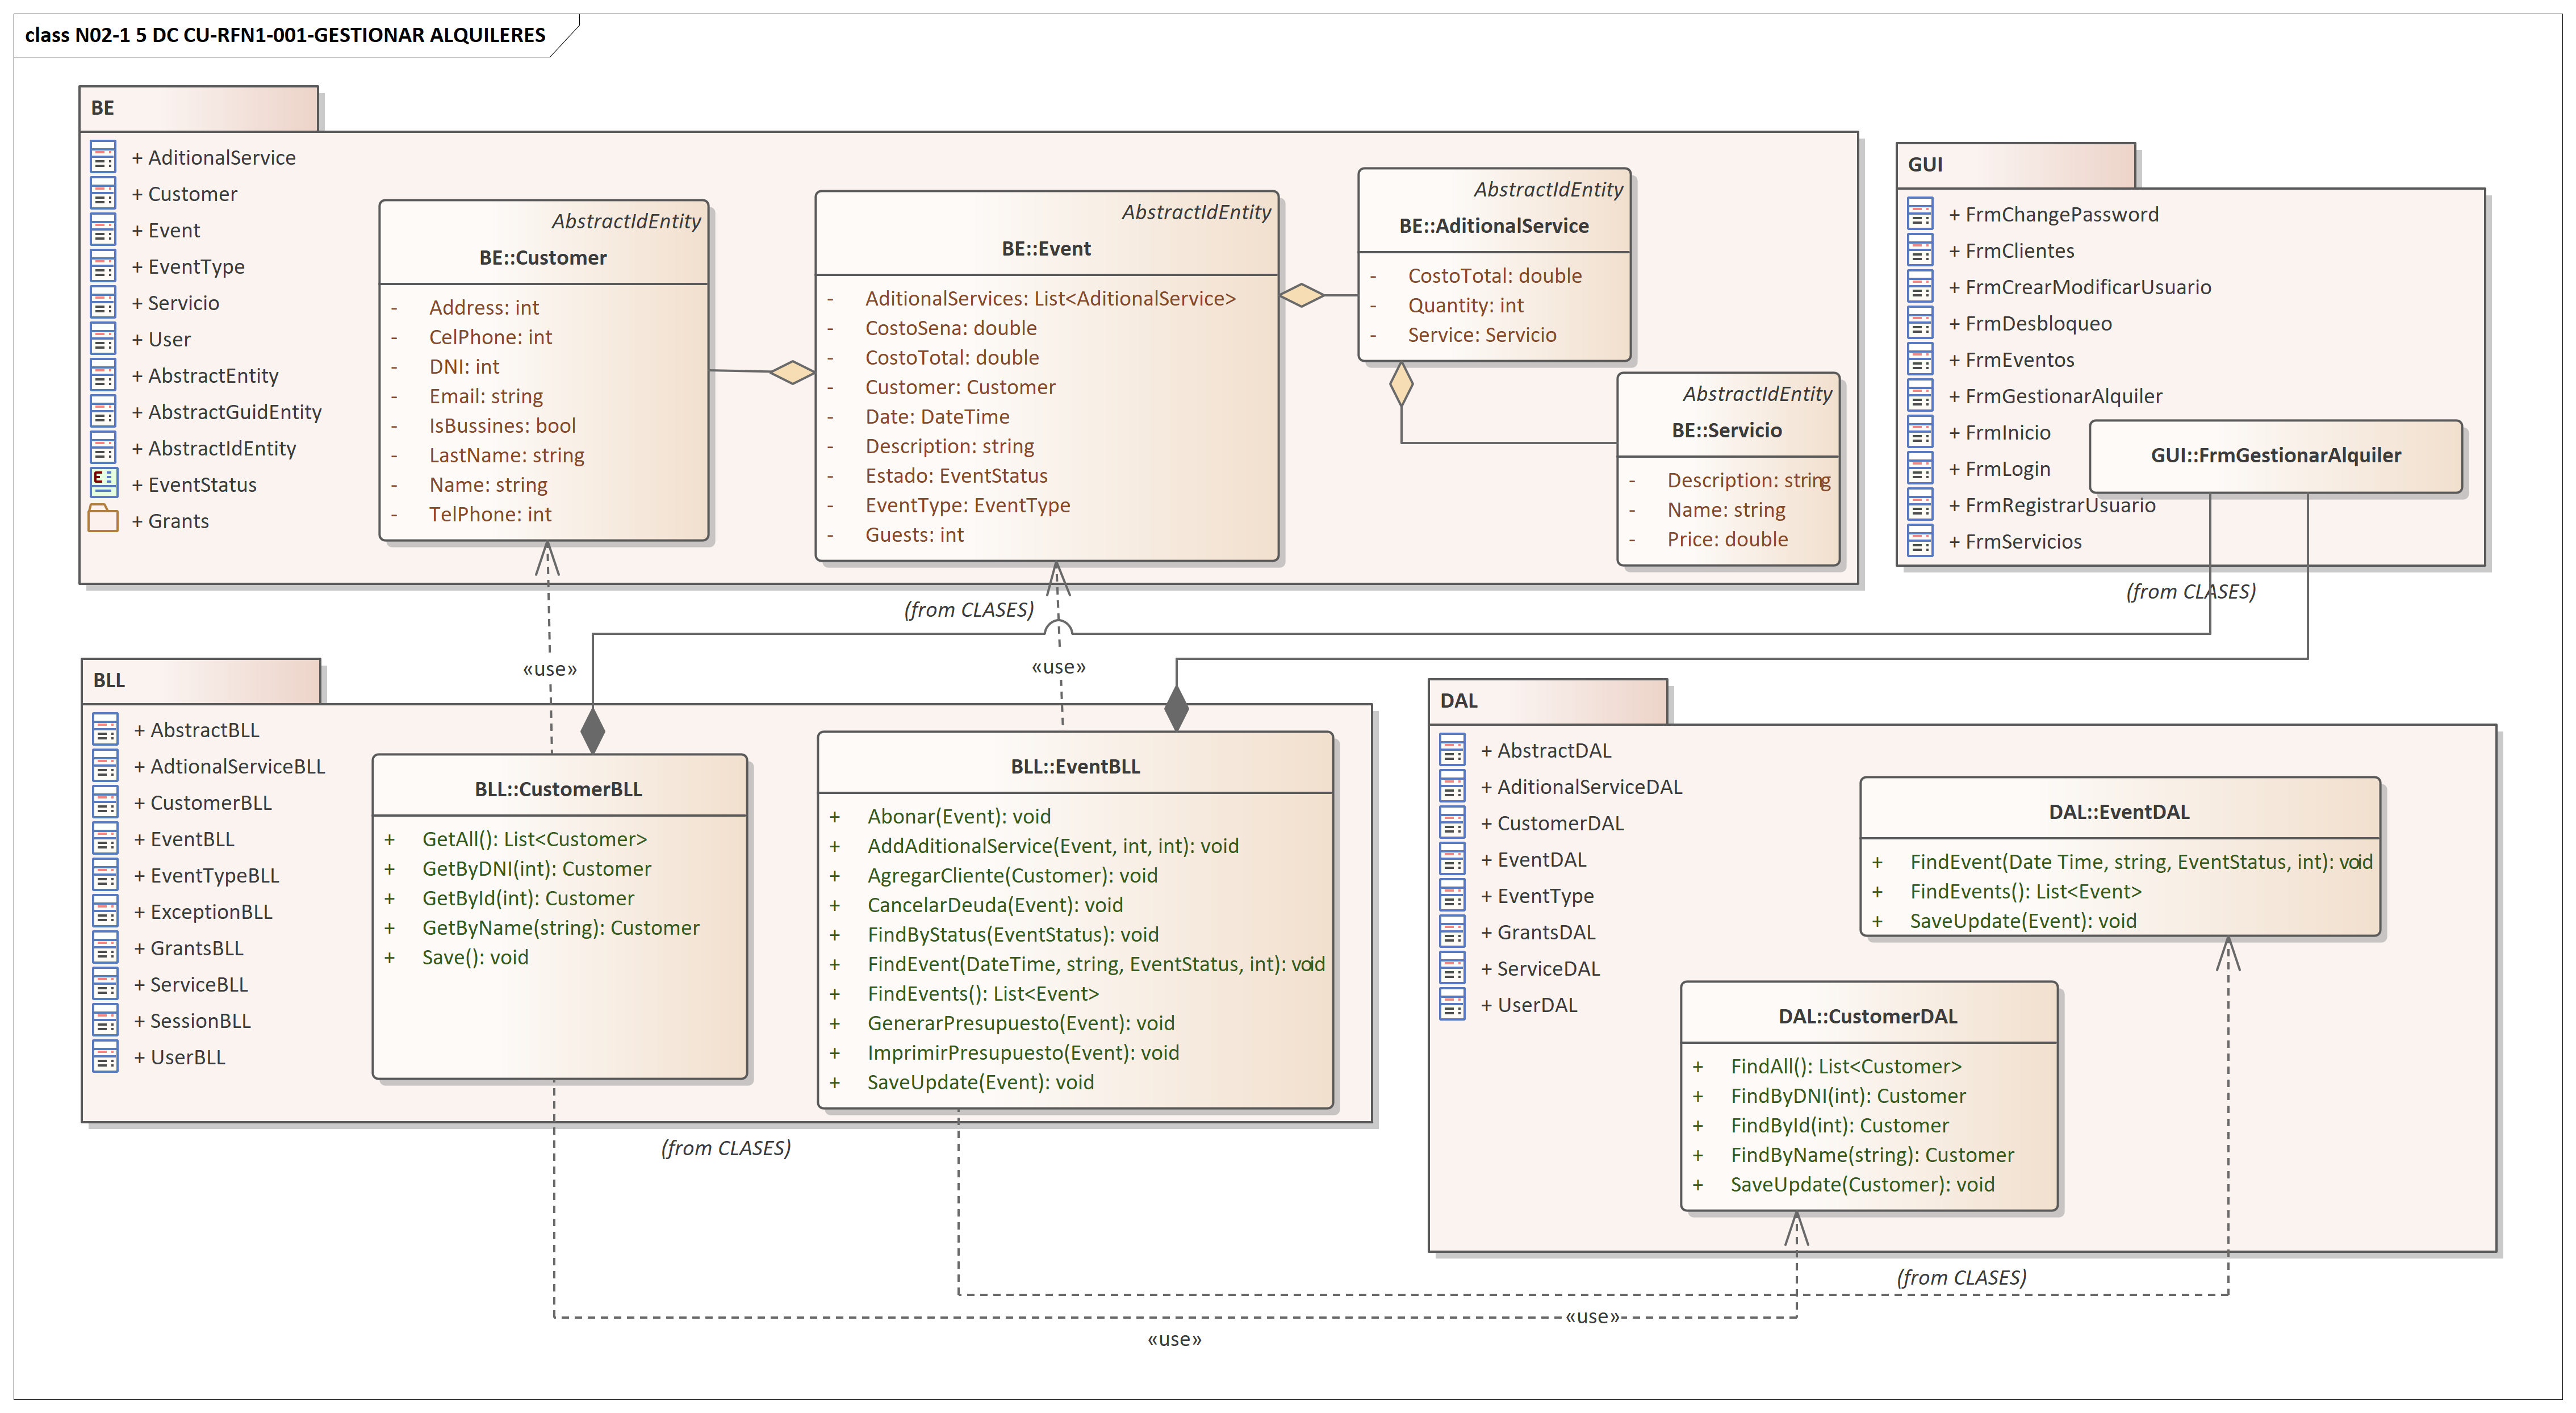 class N02-1 5 DC CU-RFN1-001-GESTIONAR ALQUILERES
BE
+ AditionalService
+ Customer
+ Event
+ EventType
+ Servicio
+ User
+ AbstractEntity
+ AbstractGuidEntity
+ AbstractIdEntity
+ EventStatus
+ Grants
AbstractIdEntity
BE::Customer
- Address: int
- CelPhone: int
- DNI: int
- Email: string
- IsBussines: bool
- LastName: string
- Name: string
- TelPhone: int
AbstractIdEntity
BE::Event
- AditionalServices: List<AditionalService>
- CostoSena: double
- CostoTotal: double
- Customer: Customer
- Date: DateTime
- Description: string
- Estado: EventStatus
- EventType: EventType
- Guests: int
AbstractIdEntity
BE::AditionalService
- CostoTotal: double
- Quantity: int
- Service: Servicio
AbstractIdEntity
BE::Servicio
- Description: string
- Name: string
- Price: double
(from CLASES)
GUI
+ FrmChangePassword
+ FrmClientes
+ FrmCrearModificarUsuario
+ FrmDesbloqueo
+ FrmEventos
+ FrmGestionarAlquiler
+ FrmInicio
+ FrmLogin
+ FrmRegistrarUsuario
+ FrmServicios
GUI::FrmGestionarAlquiler
(from CLASES)
«use»
«use»
BLL
+ AbstractBLL
+ AdtionalServiceBLL
+ CustomerBLL
+ EventBLL
+ EventTypeBLL
+ ExceptionBLL
+ GrantsBLL
+ ServiceBLL
+ SessionBLL
+ UserBLL
BLL::CustomerBLL
+ GetAll(): List<Customer>
+ GetByDNI(int): Customer
+ GetById(int): Customer
+ GetByName(string): Customer
+ Save(): void
BLL::EventBLL
+ Abonar(Event): void
+ AddAditionalService(Event, int, int): void
+ AgregarCliente(Customer): void
+ CancelarDeuda(Event): void
+ FindByStatus(EventStatus): void
+ FindEvent(DateTime, string, EventStatus, int): void
+ FindEvents(): List<Event>
+ GenerarPresupuesto(Event): void
+ ImprimirPresupuesto(Event): void
+ SaveUpdate(Event): void
(from CLASES)
DAL
+ AbstractDAL
+ AditionalServiceDAL
+ CustomerDAL
+ EventDAL
+ EventType
+ GrantsDAL
+ ServiceDAL
+ UserDAL
DAL::EventDAL
+ FindEvent(Date Time, string, EventStatus, int): void
+ FindEvents(): List<Event>
+ SaveUpdate(Event): void
DAL::CustomerDAL
+ FindAll(): List<Customer>
+ FindByDNI(int): Customer
+ FindById(int): Customer
+ FindByName(string): Customer
+ SaveUpdate(Customer): void
(from CLASES)
«use»
«use»